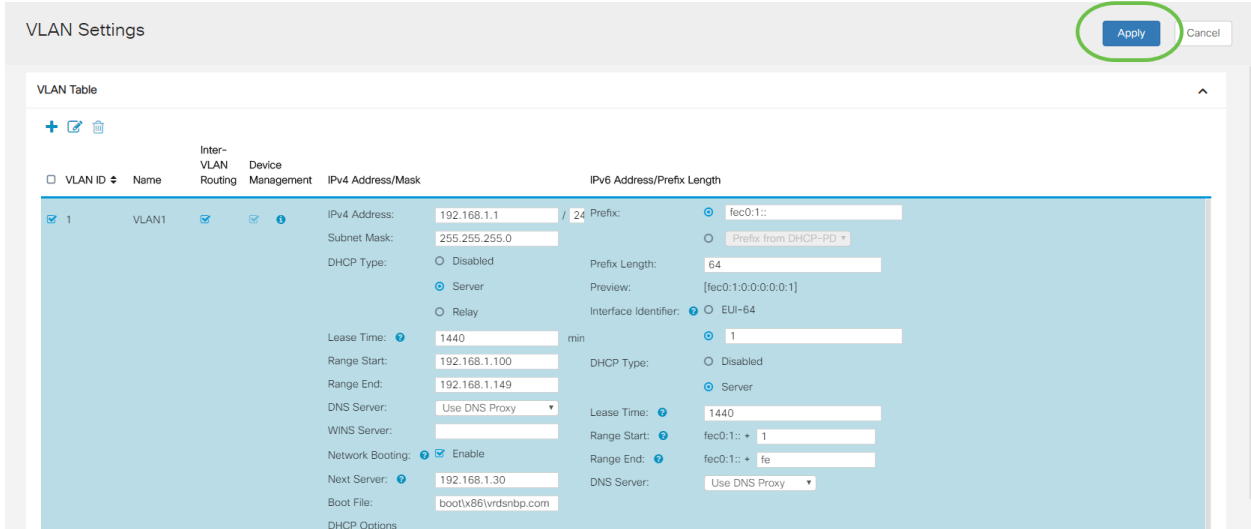 VLAN Settings
Apply
Cancel
VLAN Table
Inter-
VLAN Device
VLAN ID Name Routing Management IPv4 Address/Mask IPv6 Address/Prefix Length
1 VLAN1 IPv4 Address: 192.168.1.1 / 24 Prefix: fec0:1::
Subnet Mask: 255.255.255.0 Prefix from DHCP-PD
DHCP Type: Disabled Prefix Length: 64
Server Preview: [fec0:1:0:0:0:0:0:1]
Relay Interface Identifier: EUI-64
Lease Time: 1440 min 1
Range Start: 192.168.1.100 DHCP Type: Disabled
Range End: 192.168.1.149 Server
DNS Server: Use DNS Proxy Lease Time: 1440
WINS Server: Range Start: fec0:1:: + 1
Network Booting: Enable Range End: fec0:1:: + fe
Next Server: 192.168.1.30 DNS Server: Use DNS Proxy
Boot File: boot\x86\vrdsnbp.com
DHCP Options